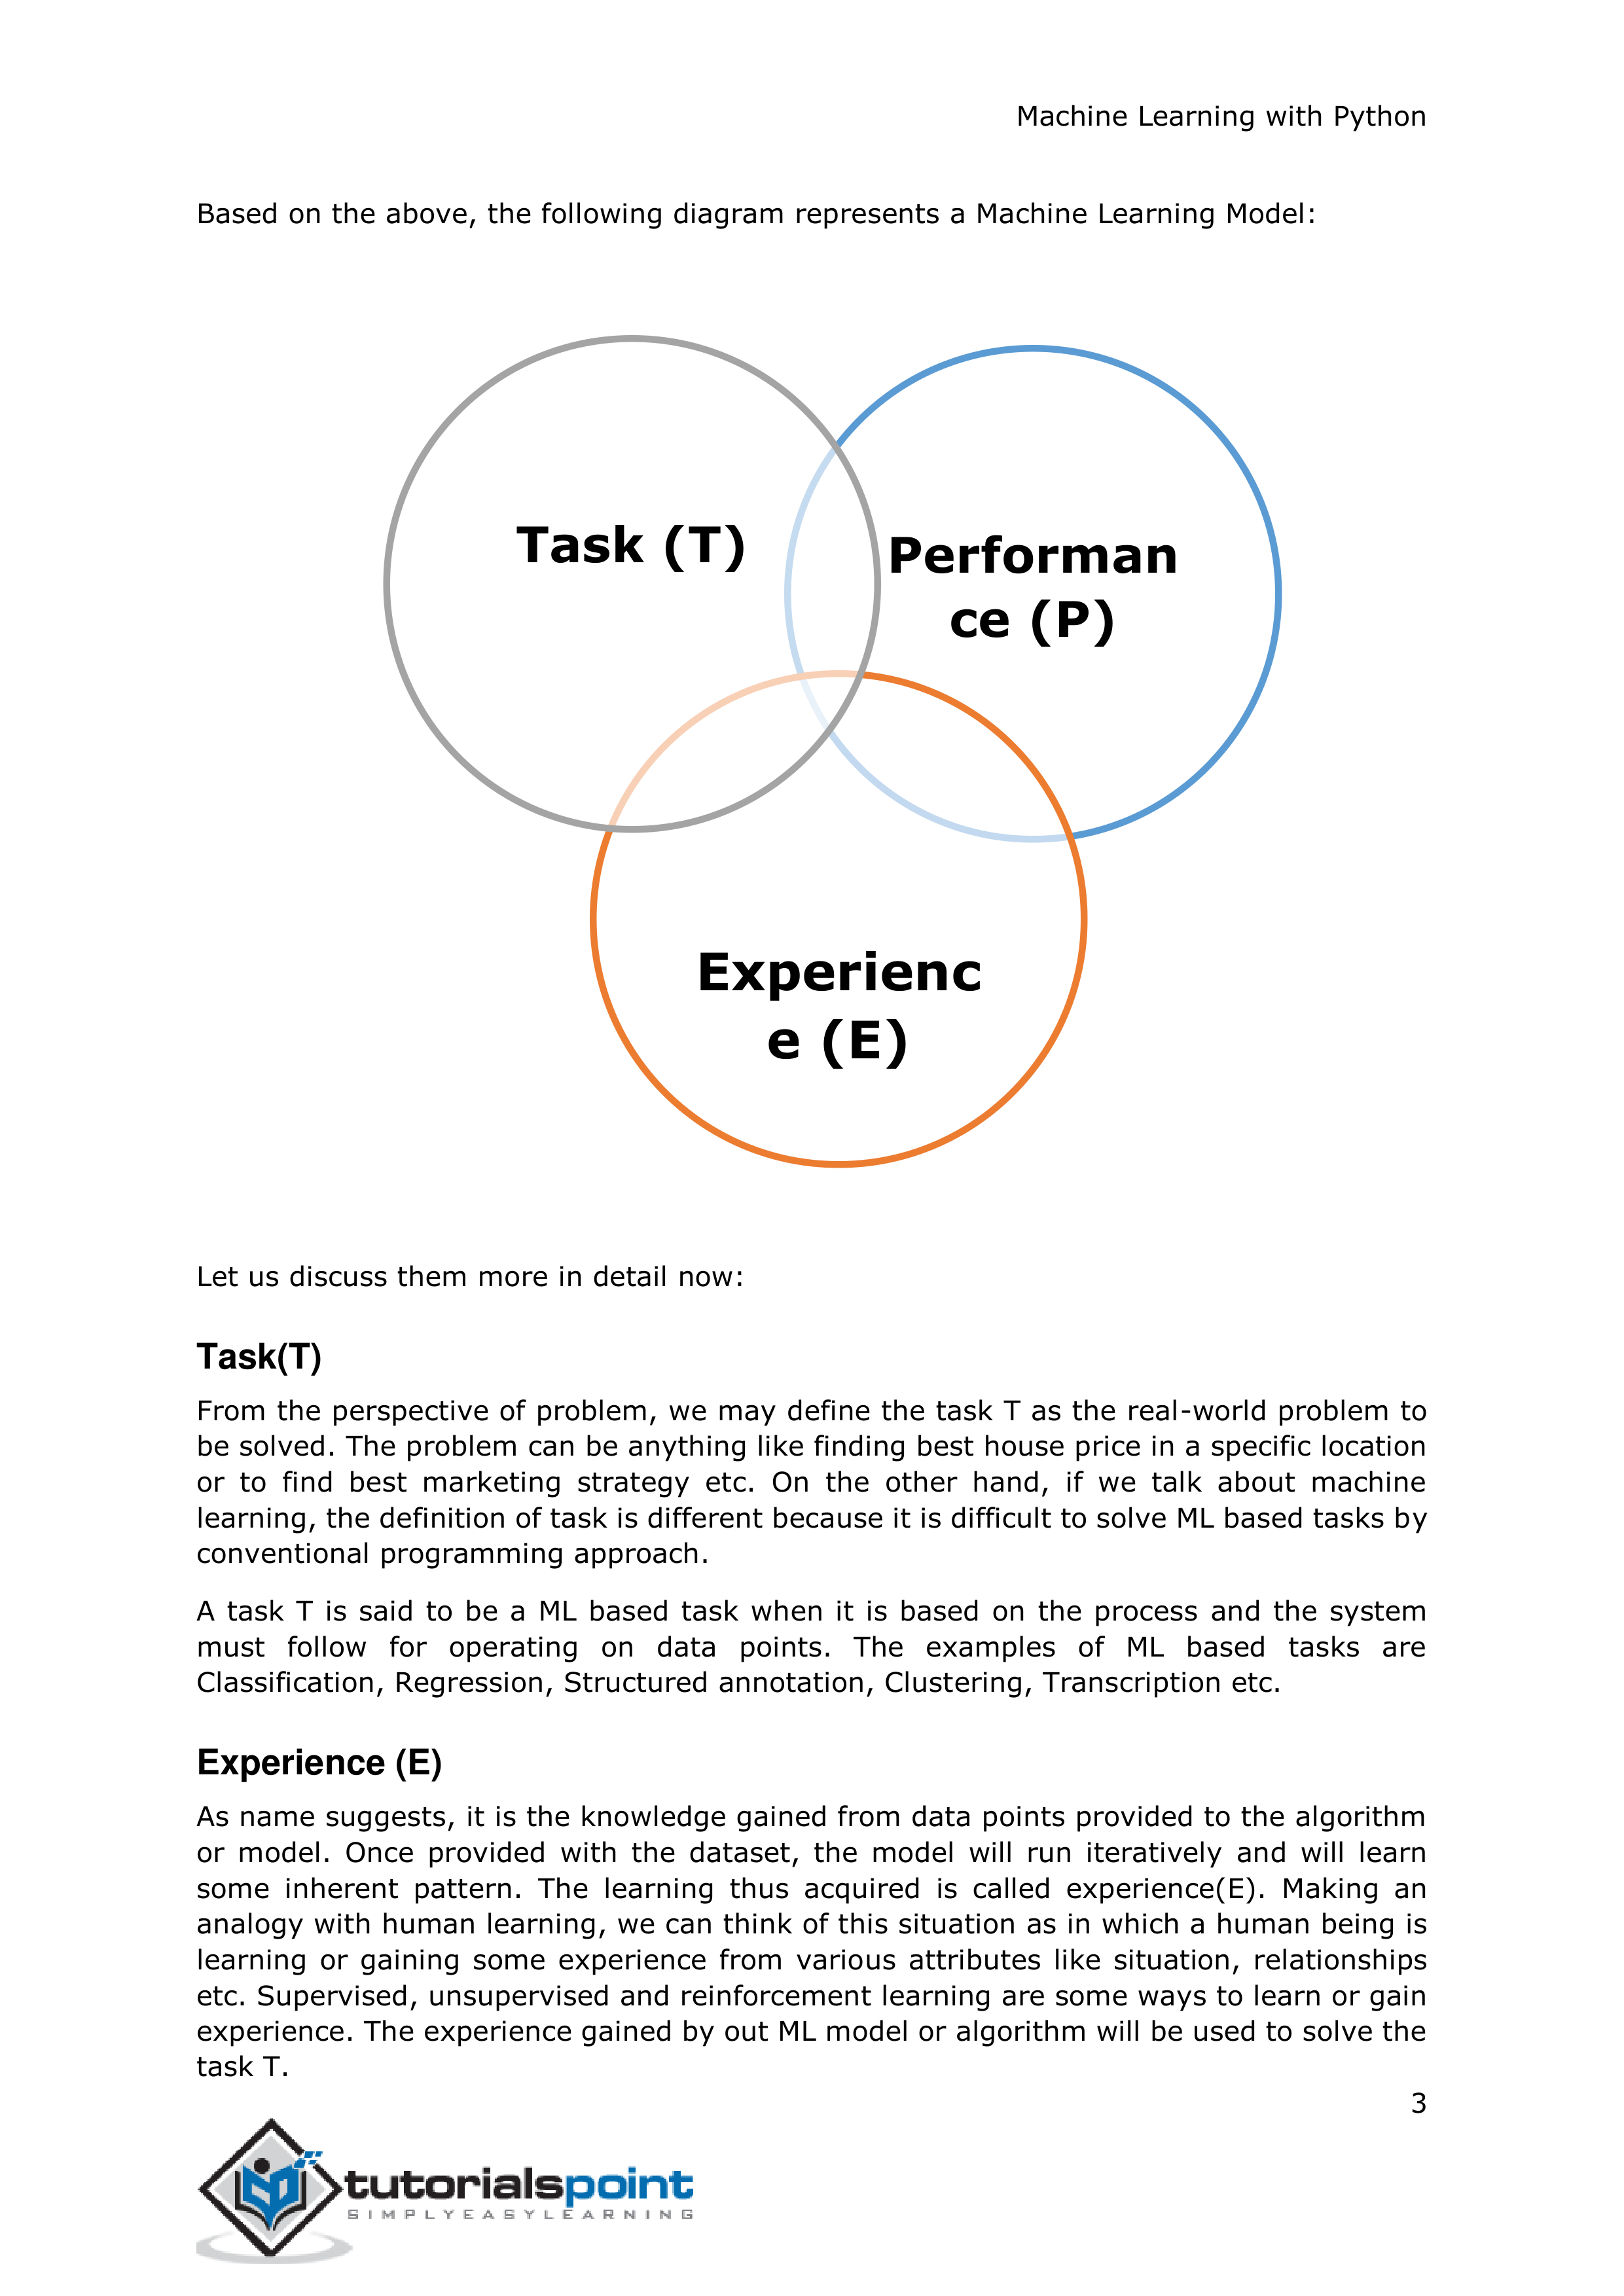 Machine Learning with Python
Based on the above, the following diagram represents a Machine Learning Model:
Task (T)
Performan
ce (P)
Experienc
e (E)
Let us discuss them more in detail now:
Task(T)
From the perspective of problem, we may define the task T as the real-world problem to
be solved. The problem can be anything like finding best house price in a specific location
or to find best marketing strategy etc. On the other hand, if we talk about machine
learning, the definition of task is different because it is difficult to solve ML based tasks by
conventional programming approach.
A task T is said to be a ML based task when it is based on the process and the system
must follow for operating on data points. The examples of ML based tasks are
Classification, Regression, Structured annotation, Clustering, Transcription etc.
Experience (E)
As name suggests, it is the knowledge gained from data points provided to the algorithm
or model. Once provided with the dataset, the model will run iteratively and will learn
some inherent pattern. The learning thus acquired is called experience(E). Making an
analogy with human learning, we can think of this situation as in which a human being is
learning or gaining some experience from various attributes like situation, relationships
etc. Supervised, unsupervised and reinforcement learning are some ways to learn or gain
experience. The experience gained by out ML model or algorithm will be used to solve the
task T.
3
tutorialspoint
SIMPLYEASYLEARNING